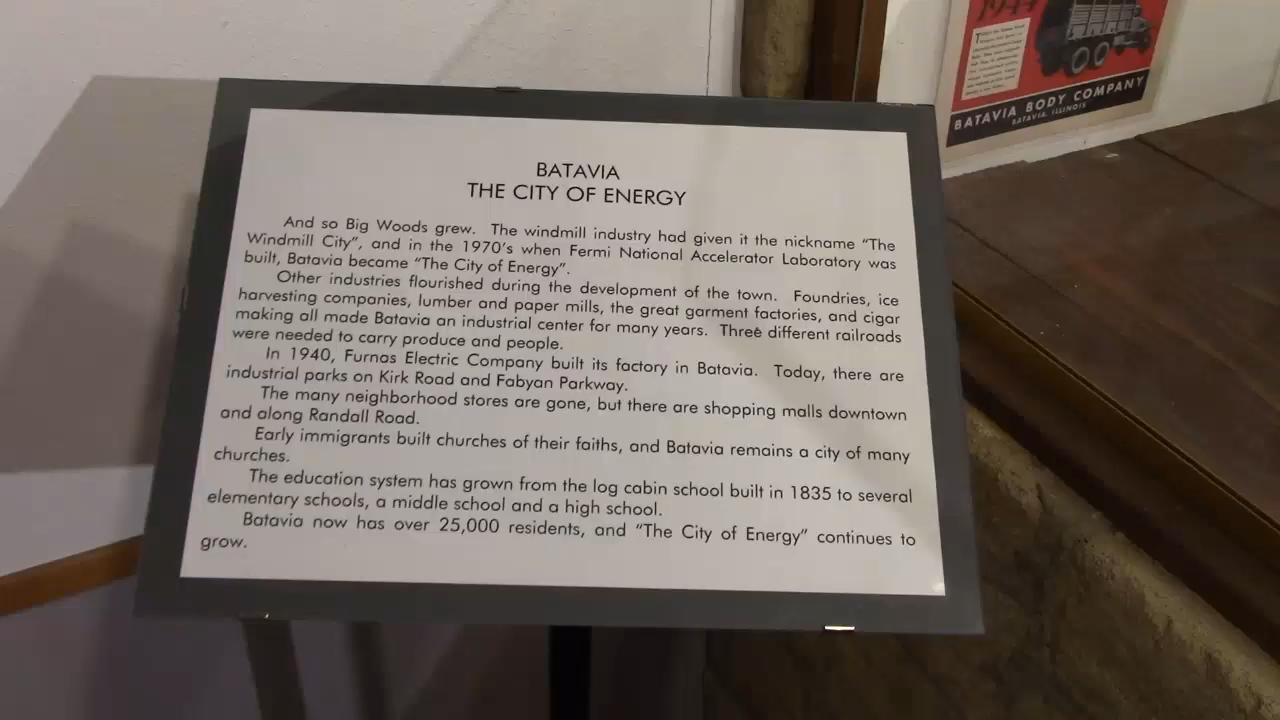 BATAVIA
THE CITY OF ENERGY
And so Big Woods grew. The windmill industry had given it the nickname “The
Windmill City”, and in the 1970’s when Fermi National Accelerator Laboratory was
built, Batavia became “The City of Energy”.
Other industries flourished during the development of the town. Foundries, ice
harvesting companies, lumber and paper mills, the great garment factories, and cigar
making all made Batavia an industrial center for many years. Three different railroads
were needed to carry produce and people.
In 1940, Furnas Electric Company built its factory in Batavia. Today, there are
industrial parks on Kirk Road and Fabyan Parkway.
The many neighborhood stores are gone, but there are shopping malls downtown
and along Randall Road.
Early immigrants built churches of their faiths, and Batavia remains a city of many
churches.
The education system has grown from the log cabin school built in 1835 to several
elementary schools, a middle school and a high school.
Batavia now has over 25,000 residents, and “The City of Energy” continues to
grow.
1944
BATAVIA BODY COMPANY
BATAVIA, ILLINOIS